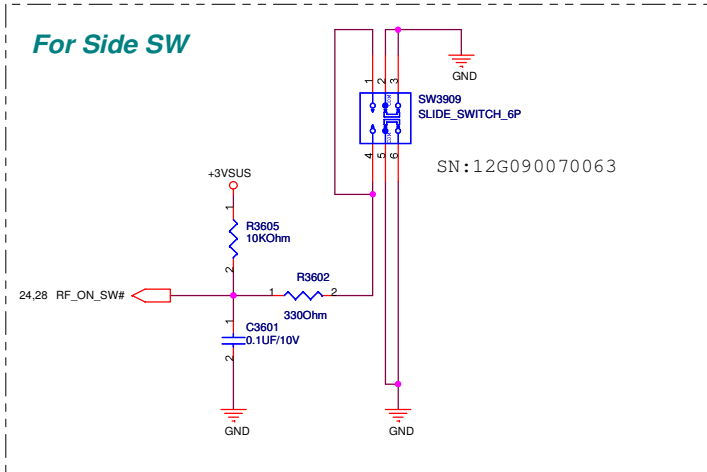 For Side SW
GND
1
2
3
SW3909
SLIDE_SWITCH_6P
4
5
6
SN:12G090070063
+3VSUS
1
R3605
10KOhm
2
R3602
24,28 RF_ON_SW#
1
2
330Ohm
1
C3601
0.1UF/10V
2
GND
GND